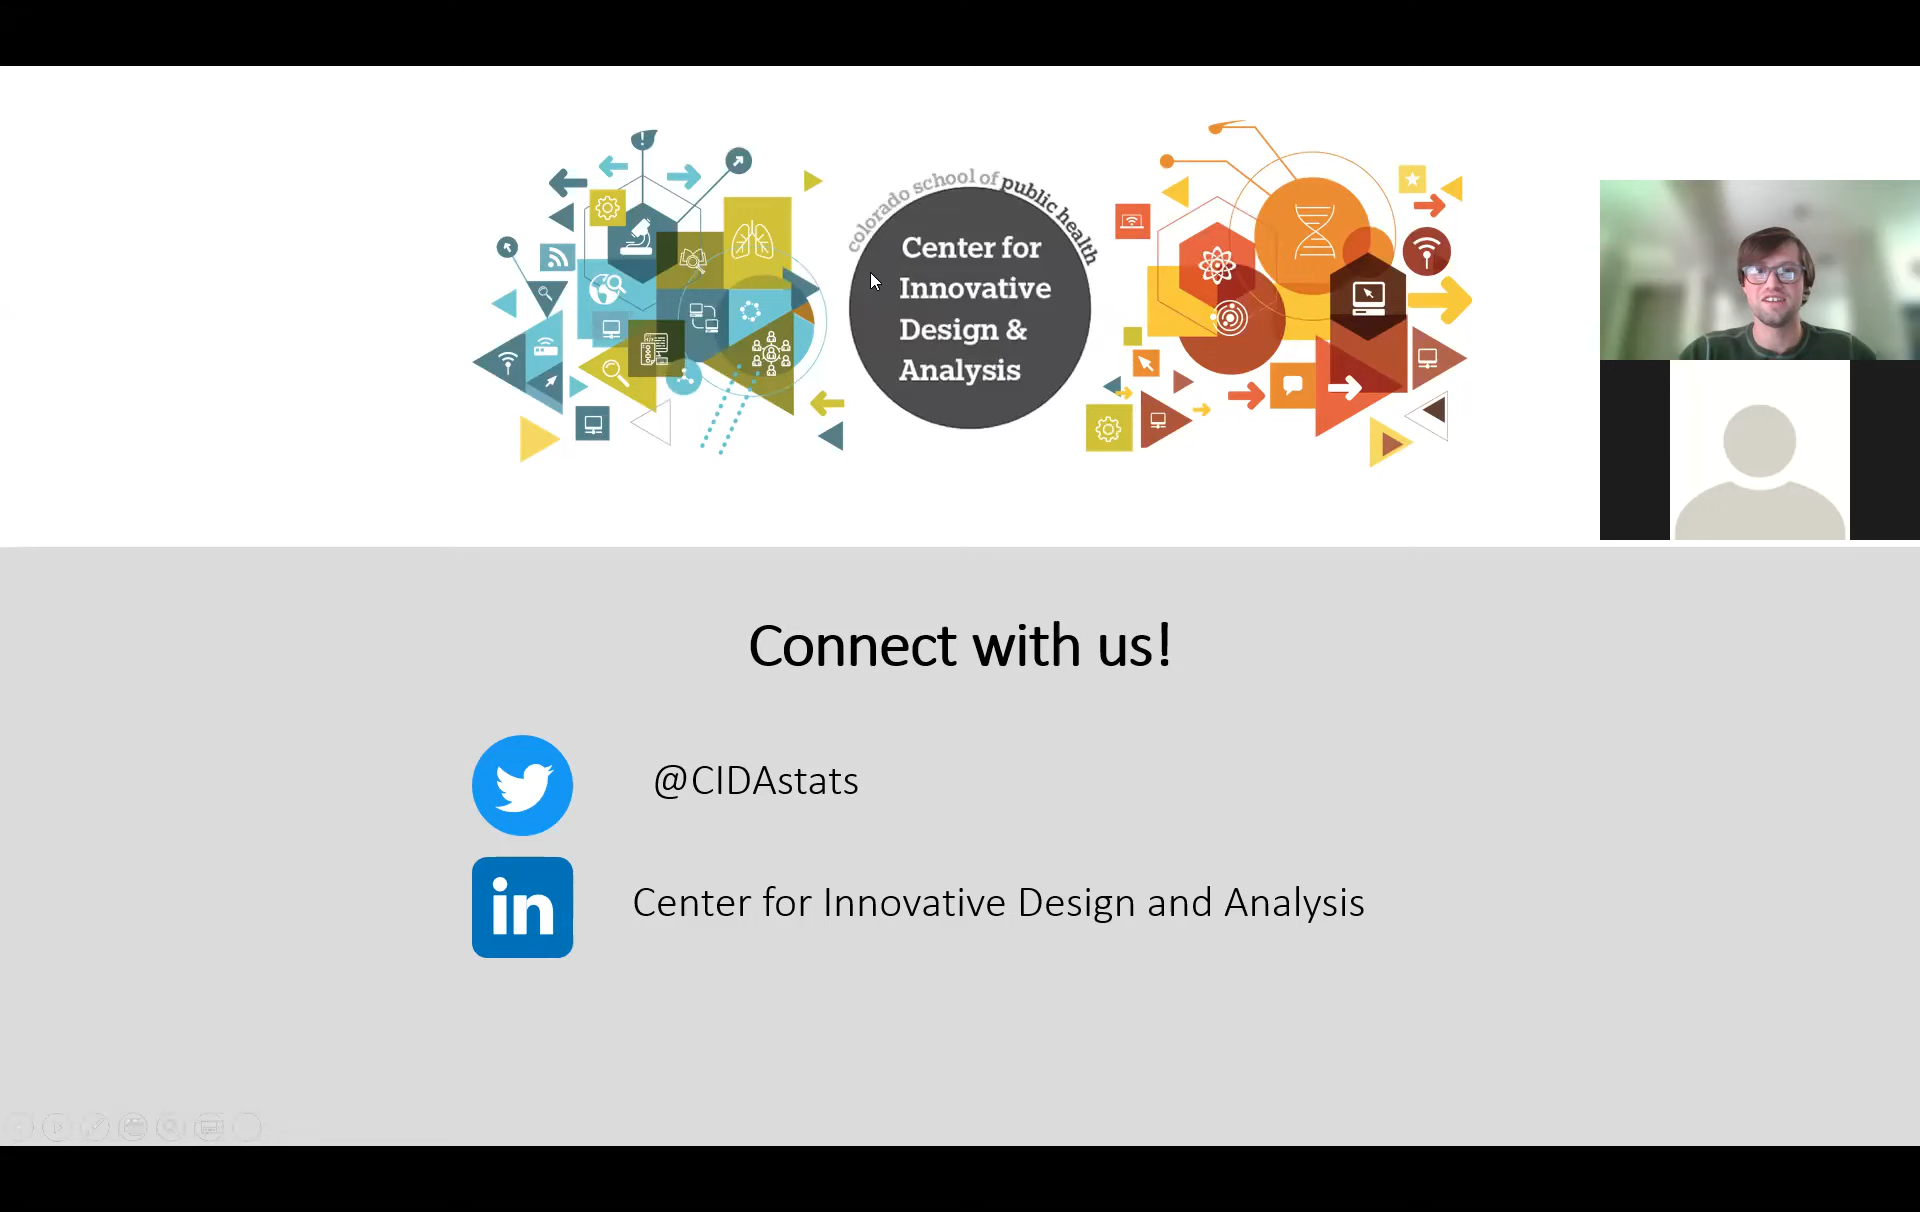 colorado school of public health
Center for
Innovative
Design &
Analysis
Connect with us!
@CIDAstats
in
Center for Innovative Design and Analysis